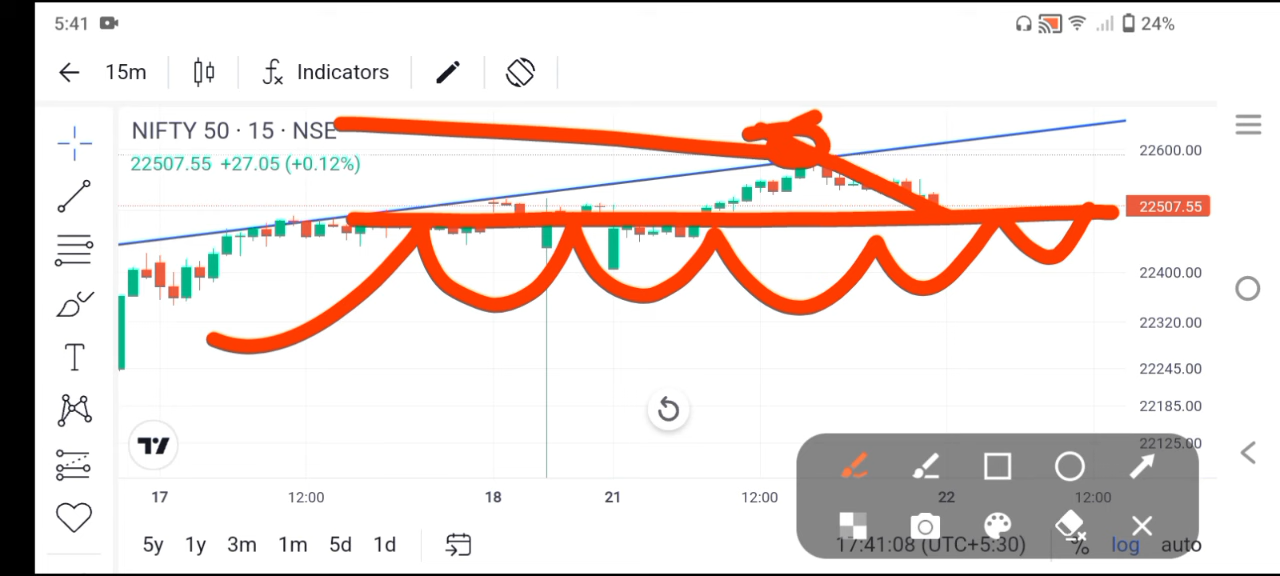 5:41 24%
15m Indicators
NIFTY 50 · 15 · NSE
22507.55 +27.05 (+0.12%)
22600.00
22507.55
22400.00
22320.00
22245.00
22185.00
22125.00
17 12:00 18 21 12:00 22 12:00
5y 1y 3m 1m 5d 1d 17:41:08 (UTC+5:30) % log auto